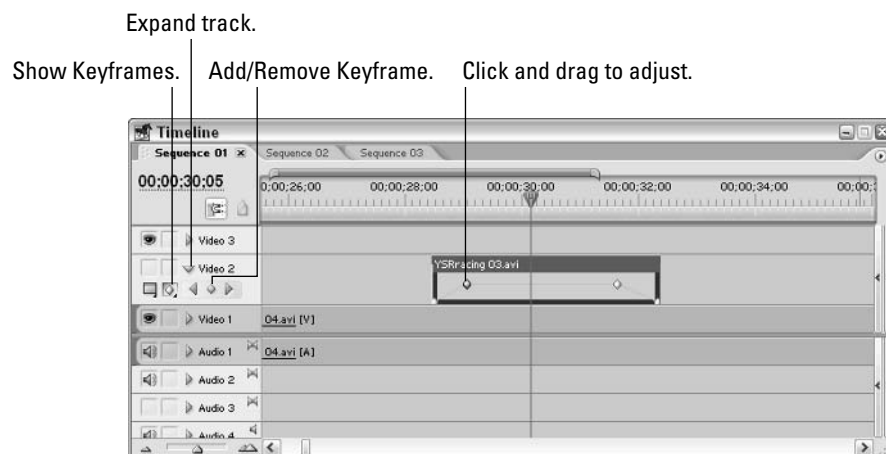 Expand track.
Show Keyframes. Add/Remove Keyframe. Click and drag to adjust.
Timeline
Sequence 01 Sequence 02 Sequence 03
00;00;30;05 0;00;26;00 00;00;28;00 00;00;30;00 00;00;32;00 00;00;34;00 00;00;
Video 3
Video 2 YSRracing 03.avi
Video 1 04.avi [V]
Audio 1 04.avi [A]
Audio 2
Audio 3
Audio 4